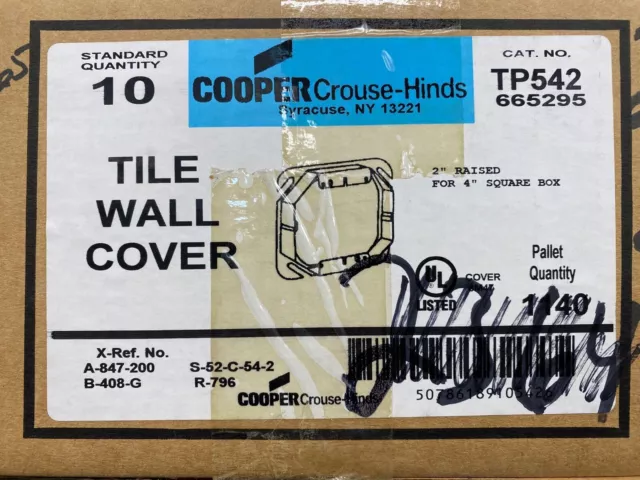 STANDARD
QUANTITY
10
COOPER Crouse-Hinds
Syracuse, NY 13221
CAT. NO.
TP542
665295
TILE
WALL
COVER
2" RAISED
FOR 4" SQUARE BOX
UL
LISTED
COVER
Pallet
Quantity
1140
X-Ref. No.
A-847-200 S-52-C-54-2
B-408-G R-796
COOPER Crouse-Hinds